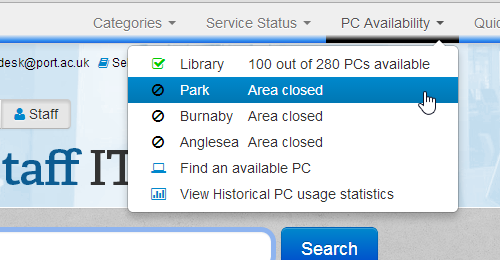 Categories Service Status PC Availability Quic
desk@port.ac.uk Se
Library 100 out of 280 PCs available
Park Area closed
Staff
Burnaby Area closed
Anglesea Area closed
taff IT
Find an available PC
View Historical PC usage statistics
Search